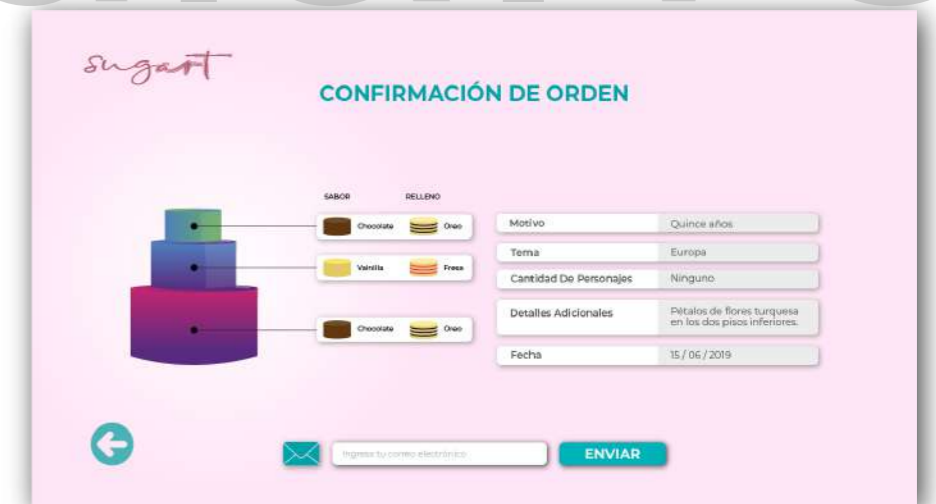 sugart
CONFIRMACIÓN DE ORDEN
SABOR RELLENO
Chocolate Oreo
Vainilla Fresa
Chocolate Oreo
Motivo Quince años
Tema Europa
Cantidad De Personajes Ninguno
Detalles Adicionales Pétalos de flores turquesa
en los dos pisos inferiores.
Fecha 15 / 06 / 2019
Ingresa tu correo electrónico
ENVIAR